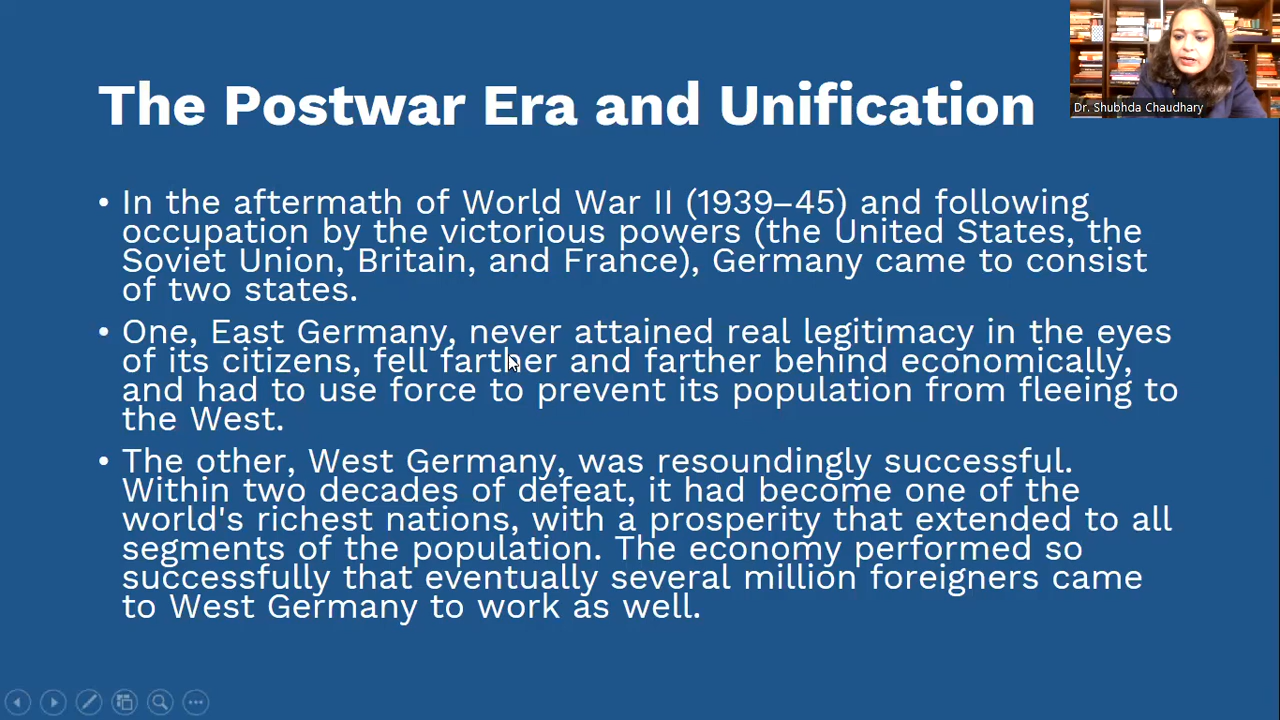 The Postwar Era and Unification
Dr. Shubhda Chaudhary
• In the aftermath of World War II (1939–45) and following
occupation by the victorious powers (the United States, the
Soviet Union, Britain, and France), Germany came to consist
of two states.
• One, East Germany, never attained real legitimacy in the eyes
of its citizens, fell farther and farther behind economically,
and had to use force to prevent its population from fleeing to
the West.
• The other, West Germany, was resoundingly successful.
Within two decades of defeat, it had become one of the
world's richest nations, with a prosperity that extended to all
segments of the population. The economy performed so
successfully that eventually several million foreigners came
to West Germany to work as well.